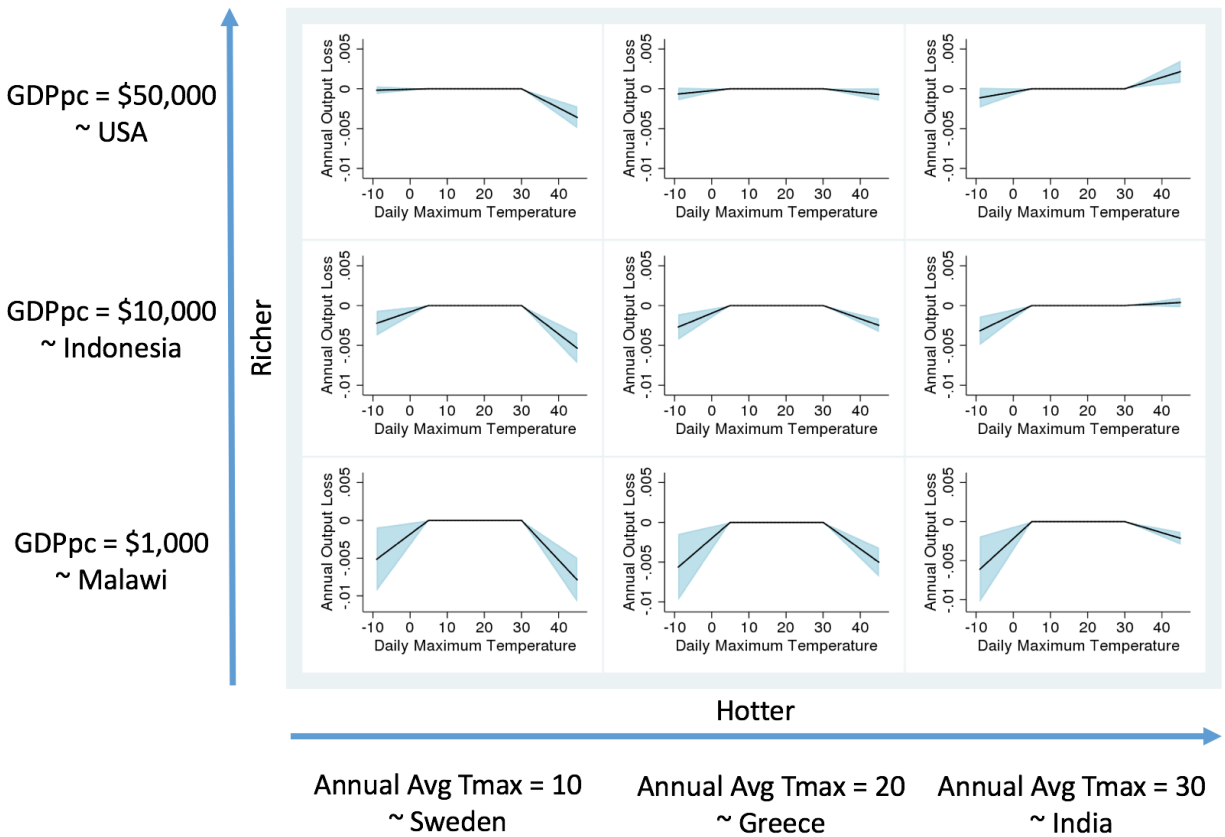 GDPpc = $50,000
~ USA
GDPpc = $10,000
~ Indonesia
GDPpc = $1,000
~ Malawi
Richer
Annual Output Loss
.005
0
-.005
-.01
-10 0 10 20 30 40
Daily Maximum Temperature
Annual Output Loss
.005
0
-.005
-.01
-10 0 10 20 30 40
Daily Maximum Temperature
Annual Output Loss
.005
0
-.005
-.01
-10 0 10 20 30 40
Daily Maximum Temperature
Annual Output Loss
.005
0
-.005
-.01
-10 0 10 20 30 40
Daily Maximum Temperature
Annual Output Loss
.005
0
-.005
-.01
-10 0 10 20 30 40
Daily Maximum Temperature
Annual Output Loss
.005
0
-.005
-.01
-10 0 10 20 30 40
Daily Maximum Temperature
Annual Output Loss
.005
0
-.005
-.01
-10 0 10 20 30 40
Daily Maximum Temperature
Annual Output Loss
.005
0
-.005
-.01
-10 0 10 20 30 40
Daily Maximum Temperature
Annual Output Loss
.005
0
-.005
-.01
-10 0 10 20 30 40
Daily Maximum Temperature
Hotter
Annual Avg Tmax = 10
~ Sweden
Annual Avg Tmax = 20
~ Greece
Annual Avg Tmax = 30
~ India